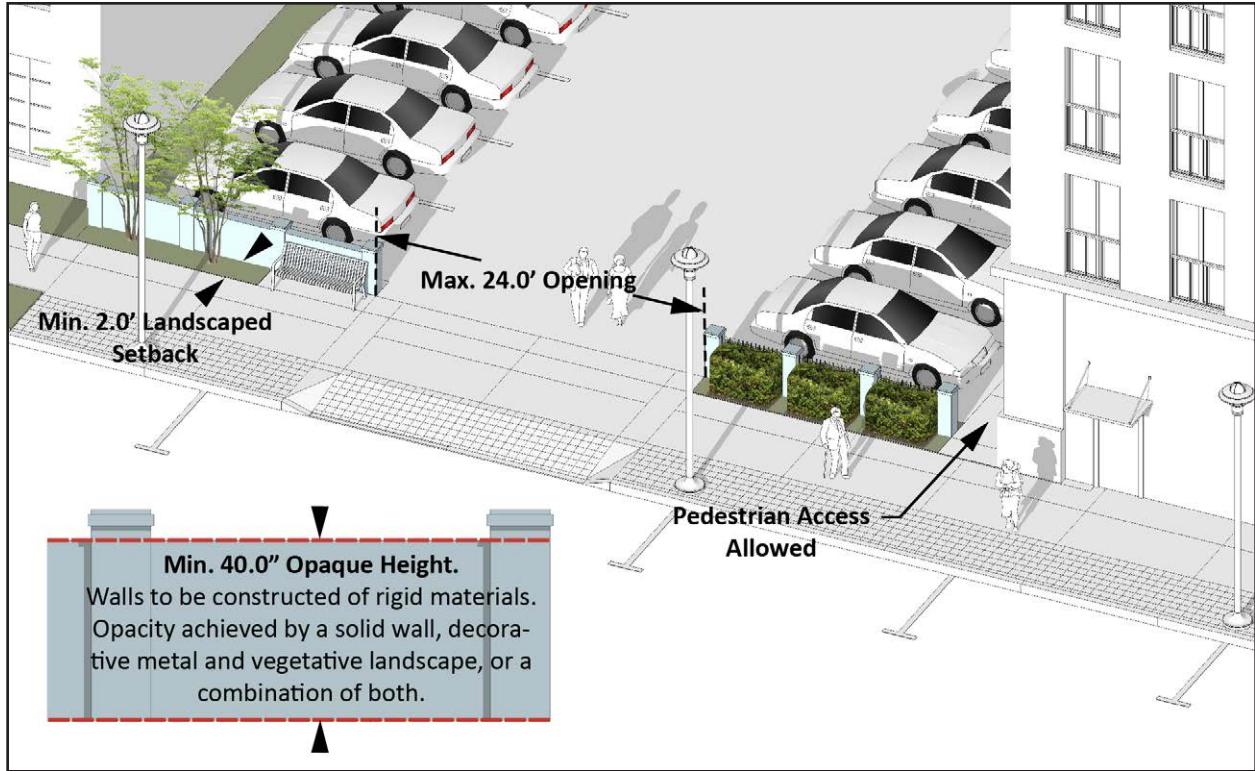 Max. 24.0’ Opening
Min. 2.0’ Landscaped
Setback
Pedestrian Access
Allowed
Min. 40.0” Opaque Height.
Walls to be constructed of rigid materials.
Opacity achieved by a solid wall, decora-
tive metal and vegetative landscape, or a
combination of both.